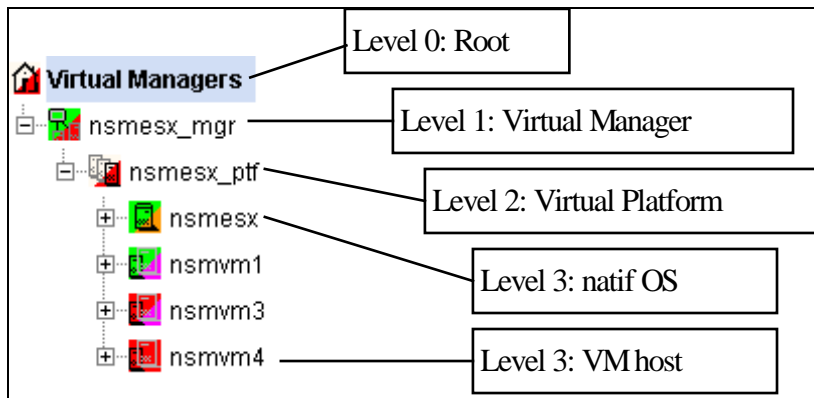 Level 0: Root
Virtual Managers
nsmesx_mgr
Level 1: Virtual Manager
nsmesx_ptf
Level 2: Virtual Platform
nsmesx
nsmvm1
Level 3: natif OS
nsmvm3
nsmvm4
Level 3: VM host